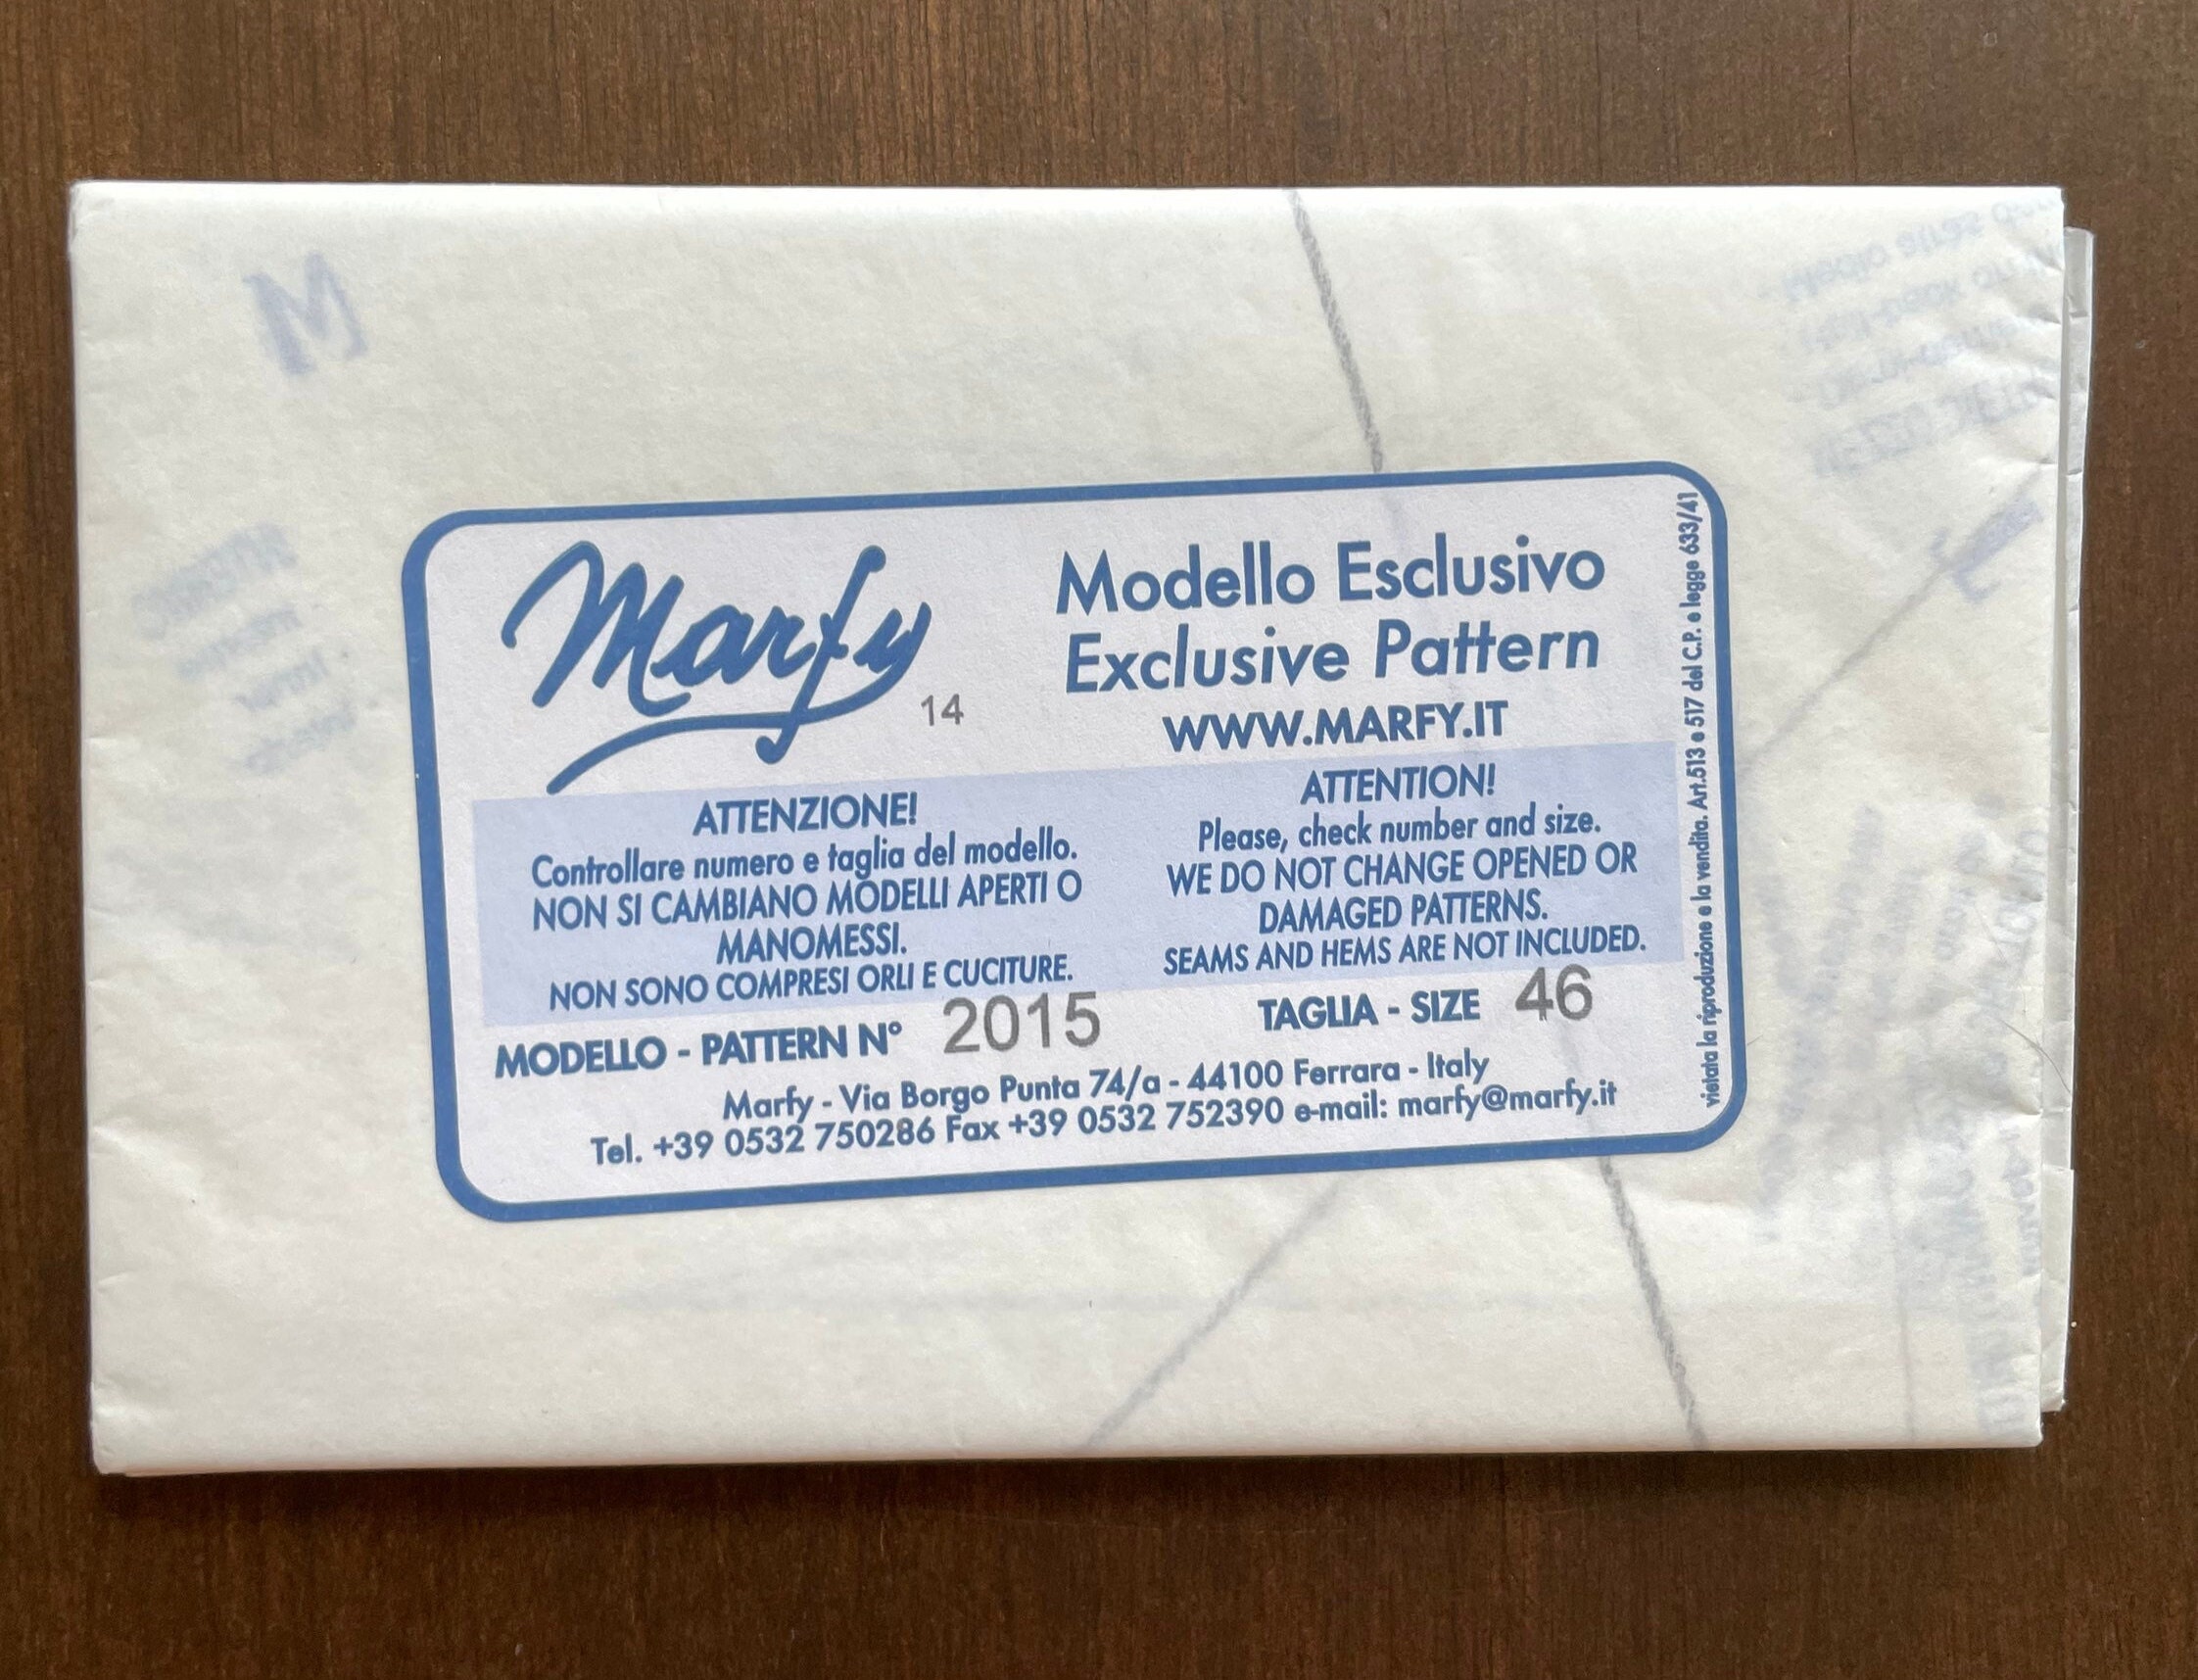 Marfy
14
Modello Esclusivo
Exclusive Pattern
WWW.MARFY.IT
ATTENZIONE!
Controllare numero e taglia del modello.
NON SI CAMBIANO MODELLI APERTI O
MANOMESSI.
NON SONO COMPRESI ORLI E CUCITURE.
ATTENTION!
Please, check number and size.
WE DO NOT CHANGE OPENED OR
DAMAGED PATTERNS.
SEAMS AND HEMS ARE NOT INCLUDED.
MODELLO - PATTERN N° 2015
TAGLIA - SIZE 46
Marfy - Via Borgo Punta 74/a - 44100 Ferrara - Italy
Tel. +39 0532 750286 Fax +39 0532 752390 e-mail: marfy@marfy.it
vietata la riproduzione e la vendita. Art.513 e 517 del C.P. e legge 633/41
M